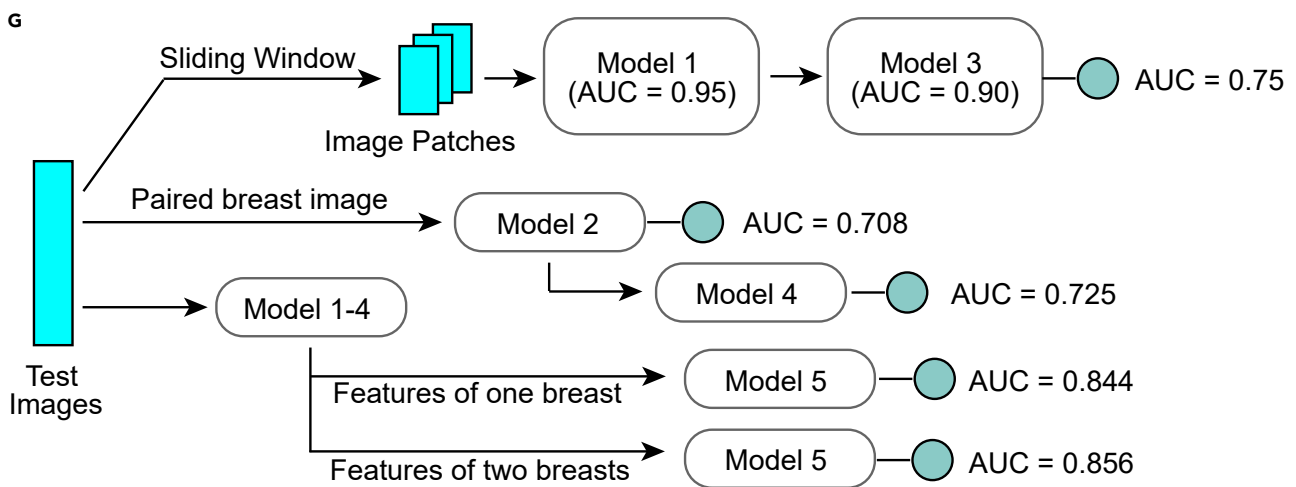 G
Sliding Window
Image Patches
Model 1
(AUC = 0.95)
Model 3
(AUC = 0.90)
AUC = 0.75
Paired breast image
Model 2
AUC = 0.708
Model 4
AUC = 0.725
Model 1-4
Test
Images
Features of one breast
Model 5
AUC = 0.844
Features of two breasts
Model 5
AUC = 0.856